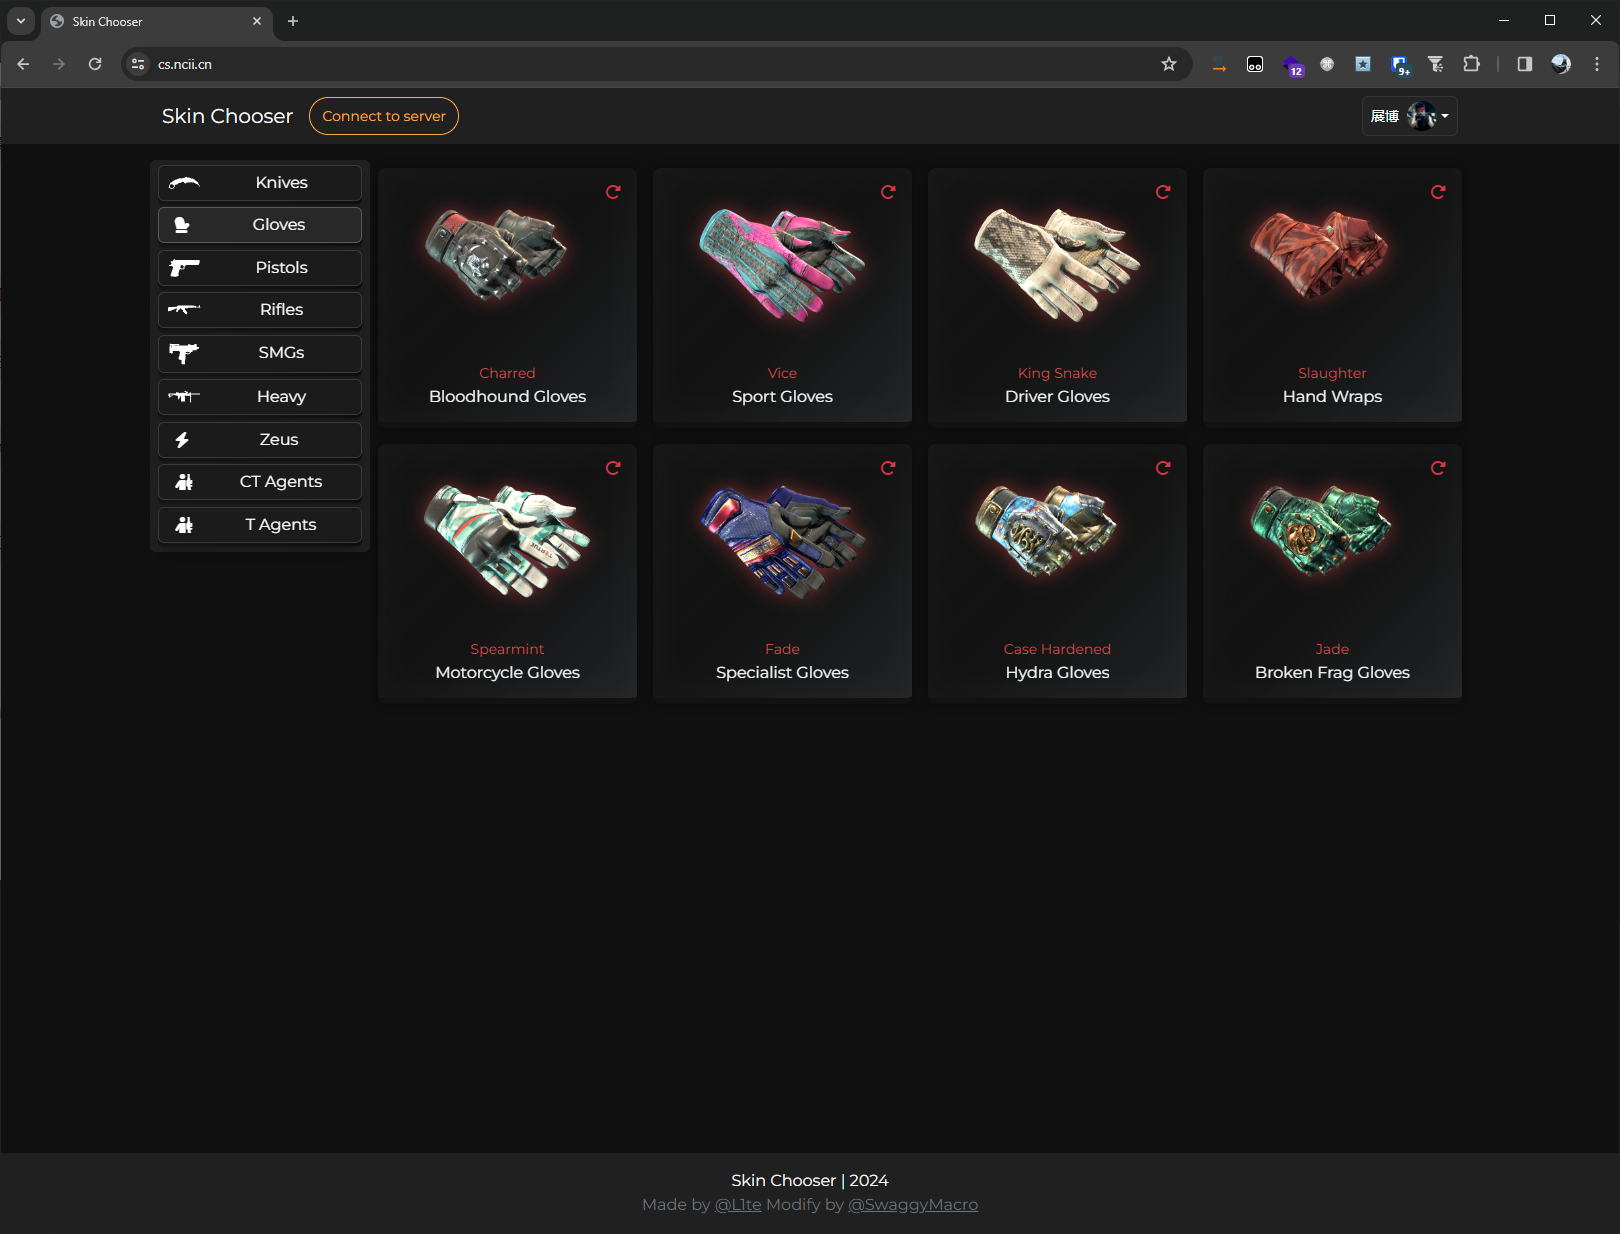 Skin Chooser
cs.ncii.cn
12
9+
Skin Chooser
Connect to server
展博
Knives
Gloves
Pistols
Rifles
SMGs
Heavy
Zeus
CT Agents
T Agents
Charred
Bloodhound Gloves
Vice
Sport Gloves
King Snake
Driver Gloves
Slaughter
Hand Wraps
Spearmint
Motorcycle Gloves
Fade
Specialist Gloves
Case Hardened
Hydra Gloves
Jade
Broken Frag Gloves
Skin Chooser | 2024
Made by @L1te Modify by @SwaggyMacro